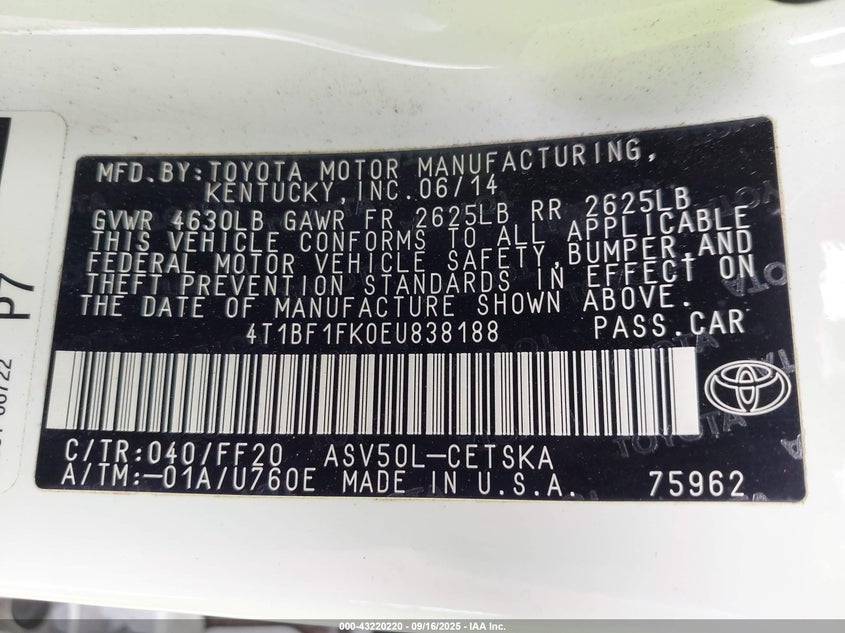 MFD.BY:TOYOTA MOTOR MANUFACTURING,
KENTUCKY,INC.06/14
GVWR 4630LB GAWR FR 2625LB RR 2625LB
THIS VEHICLE CONFORMS TO ALL APPLICABLE
FEDERAL MOTOR VEHICLE SAFETY,BUMPER,AND
THEFT PREVENTION STANDARDS IN EFFECT ON
THE DATE OF MANUFACTURE SHOWN ABOVE.
4T1BF1FK0EU838188 PASS.CAR
C/TR:040/FF20 ASV50L-CETSKA
A/TM:-01A/U760E MADE IN U.S.A. 75962
P7
000-43220220 - 09/16/2025 - IAA Inc.